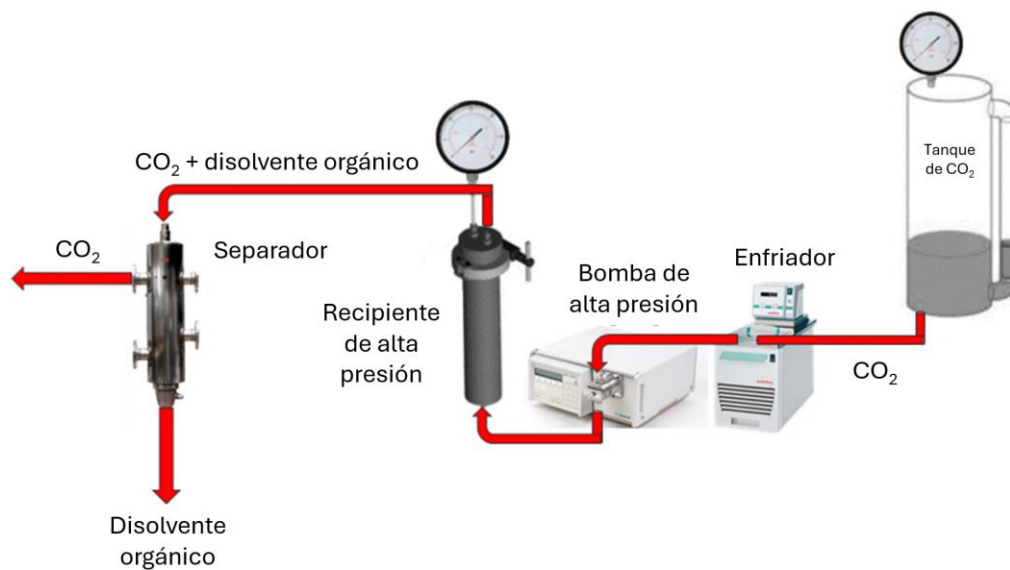 CO₂ + disolvente orgánico
Tanque
de CO₂
CO₂
Separador
Recipiente
de alta
presión
Bomba de
alta presión
Enfriador
CO₂
Disolvente
orgánico